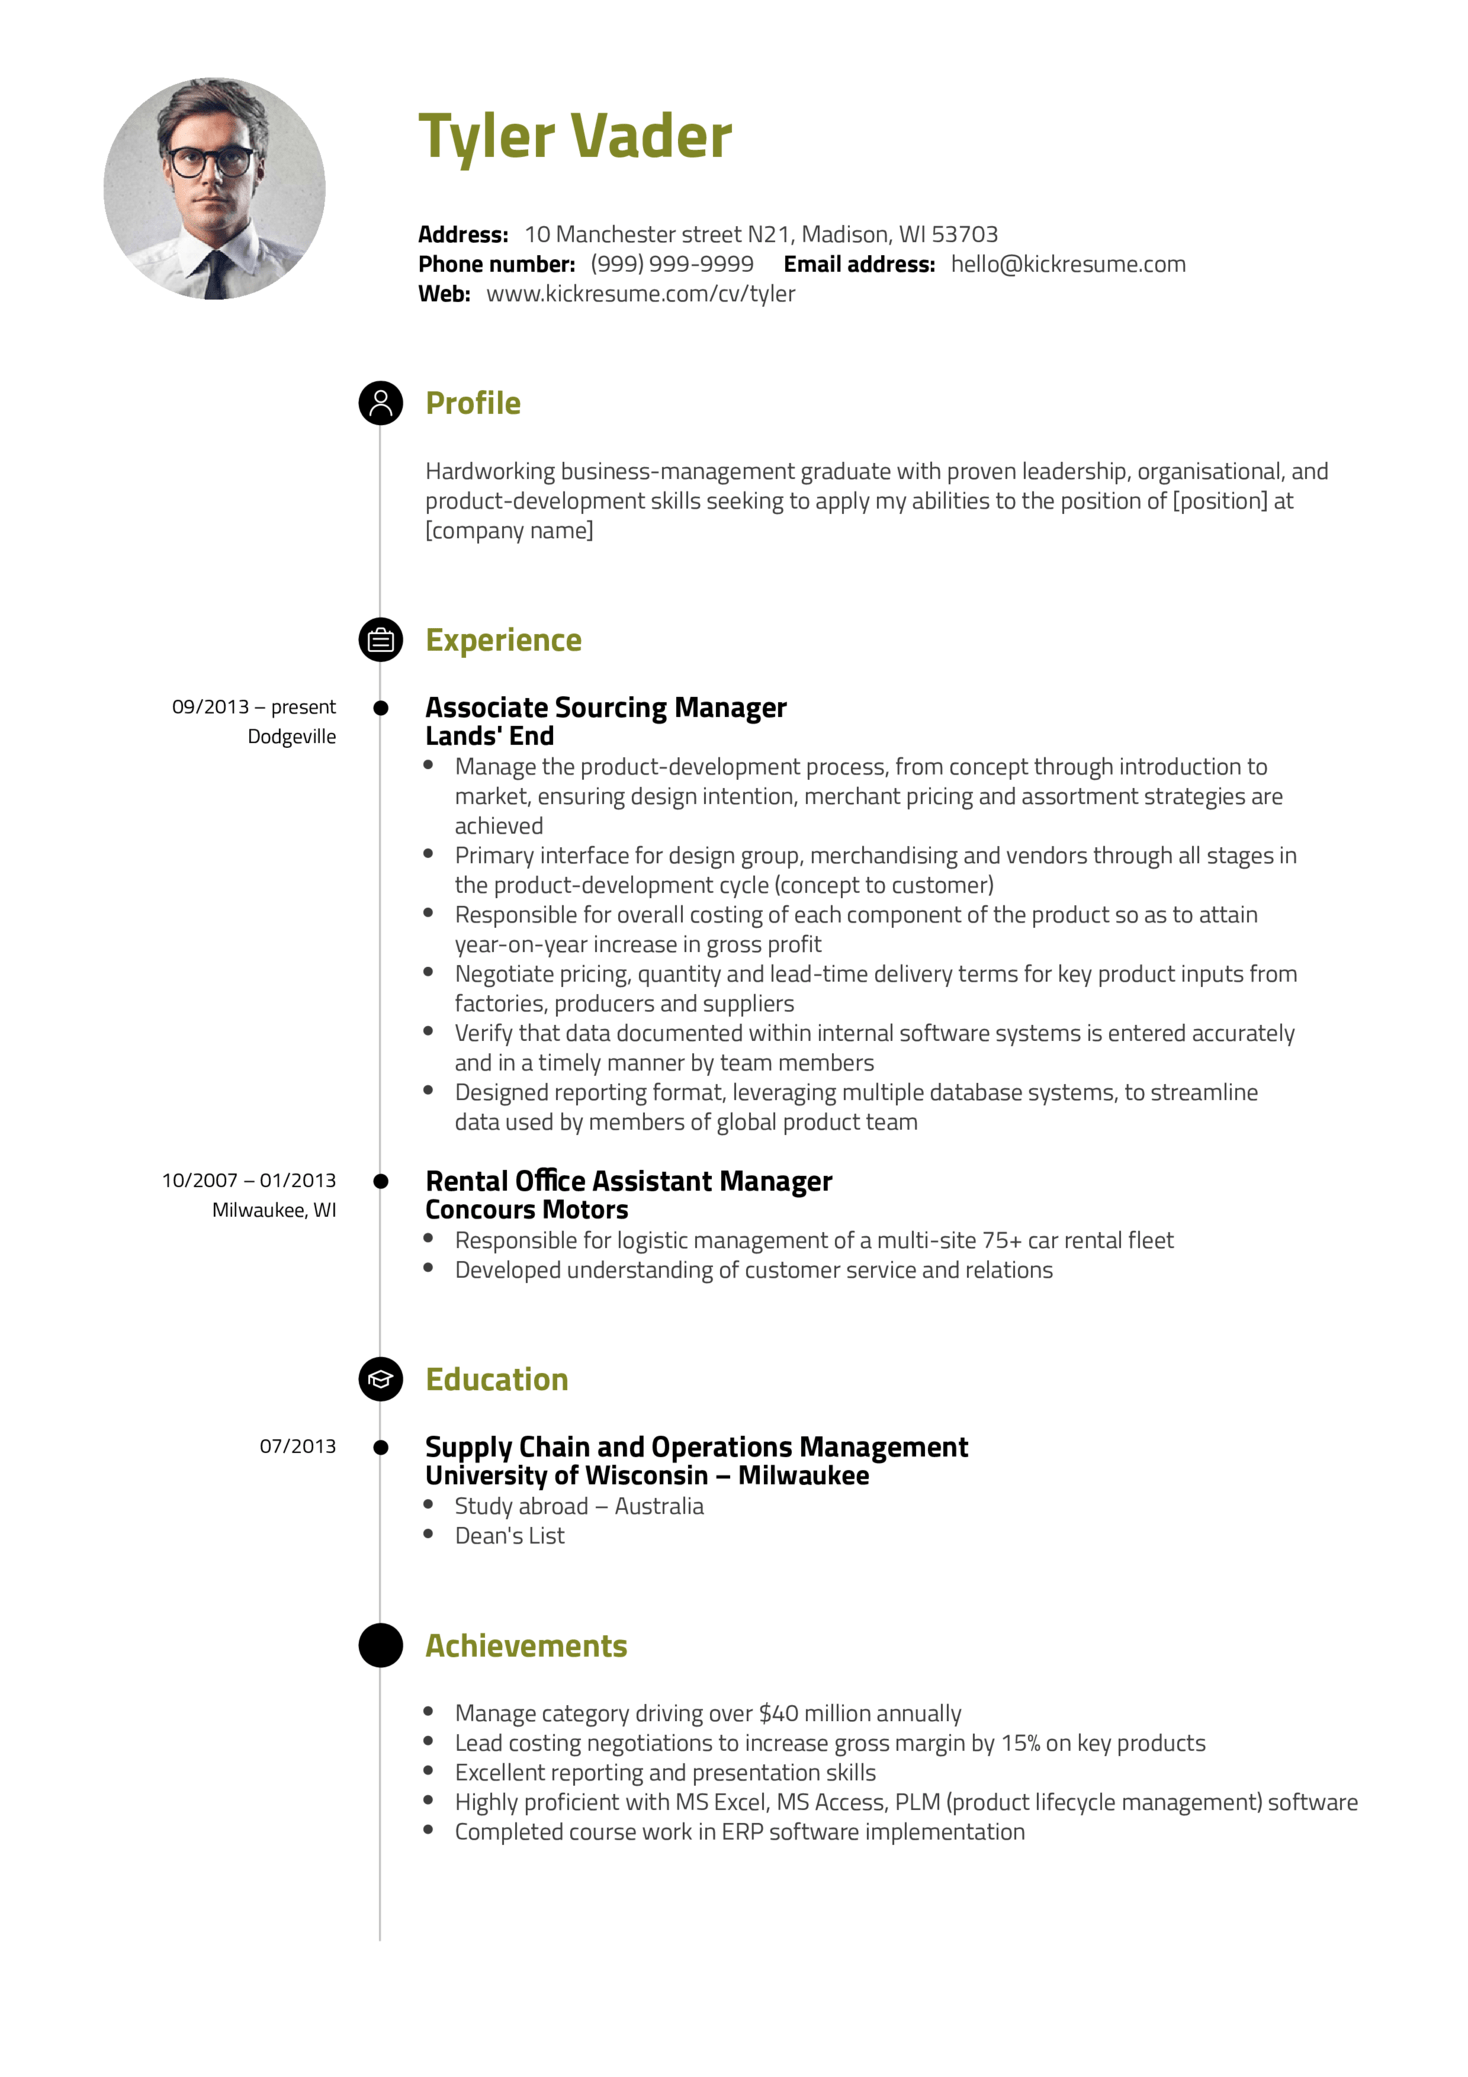 Tyler Vader
Address: 10 Manchester street N21, Madison, WI 53703
Phone number: (999) 999-9999 Email address: hello@kickresume.com
Web: www.kickresume.com/cv/tyler
Profile
Hardworking business-management graduate with proven leadership, organisational, and
product-development skills seeking to apply my abilities to the position of [position] at
[company name]
Experience
09/2013 – present
Dodgeville
Associate Sourcing Manager
Lands' End
• Manage the product-development process, from concept through introduction to
market, ensuring design intention, merchant pricing and assortment strategies are
achieved
• Primary interface for design group, merchandising and vendors through all stages in
the product-development cycle (concept to customer)
• Responsible for overall costing of each component of the product so as to attain
year-on-year increase in gross profit
• Negotiate pricing, quantity and lead-time delivery terms for key product inputs from
factories, producers and suppliers
• Verify that data documented within internal software systems is entered accurately
and in a timely manner by team members
• Designed reporting format, leveraging multiple database systems, to streamline
data used by members of global product team
10/2007 – 01/2013
Milwaukee, WI
Rental Office Assistant Manager
Concours Motors
• Responsible for logistic management of a multi-site 75+ car rental fleet
• Developed understanding of customer service and relations
Education
07/2013
Supply Chain and Operations Management
University of Wisconsin – Milwaukee
• Study abroad – Australia
• Dean's List
Achievements
• Manage category driving over $40 million annually
• Lead costing negotiations to increase gross margin by 15% on key products
• Excellent reporting and presentation skills
• Highly proficient with MS Excel, MS Access, PLM (product lifecycle management) software
• Completed course work in ERP software implementation